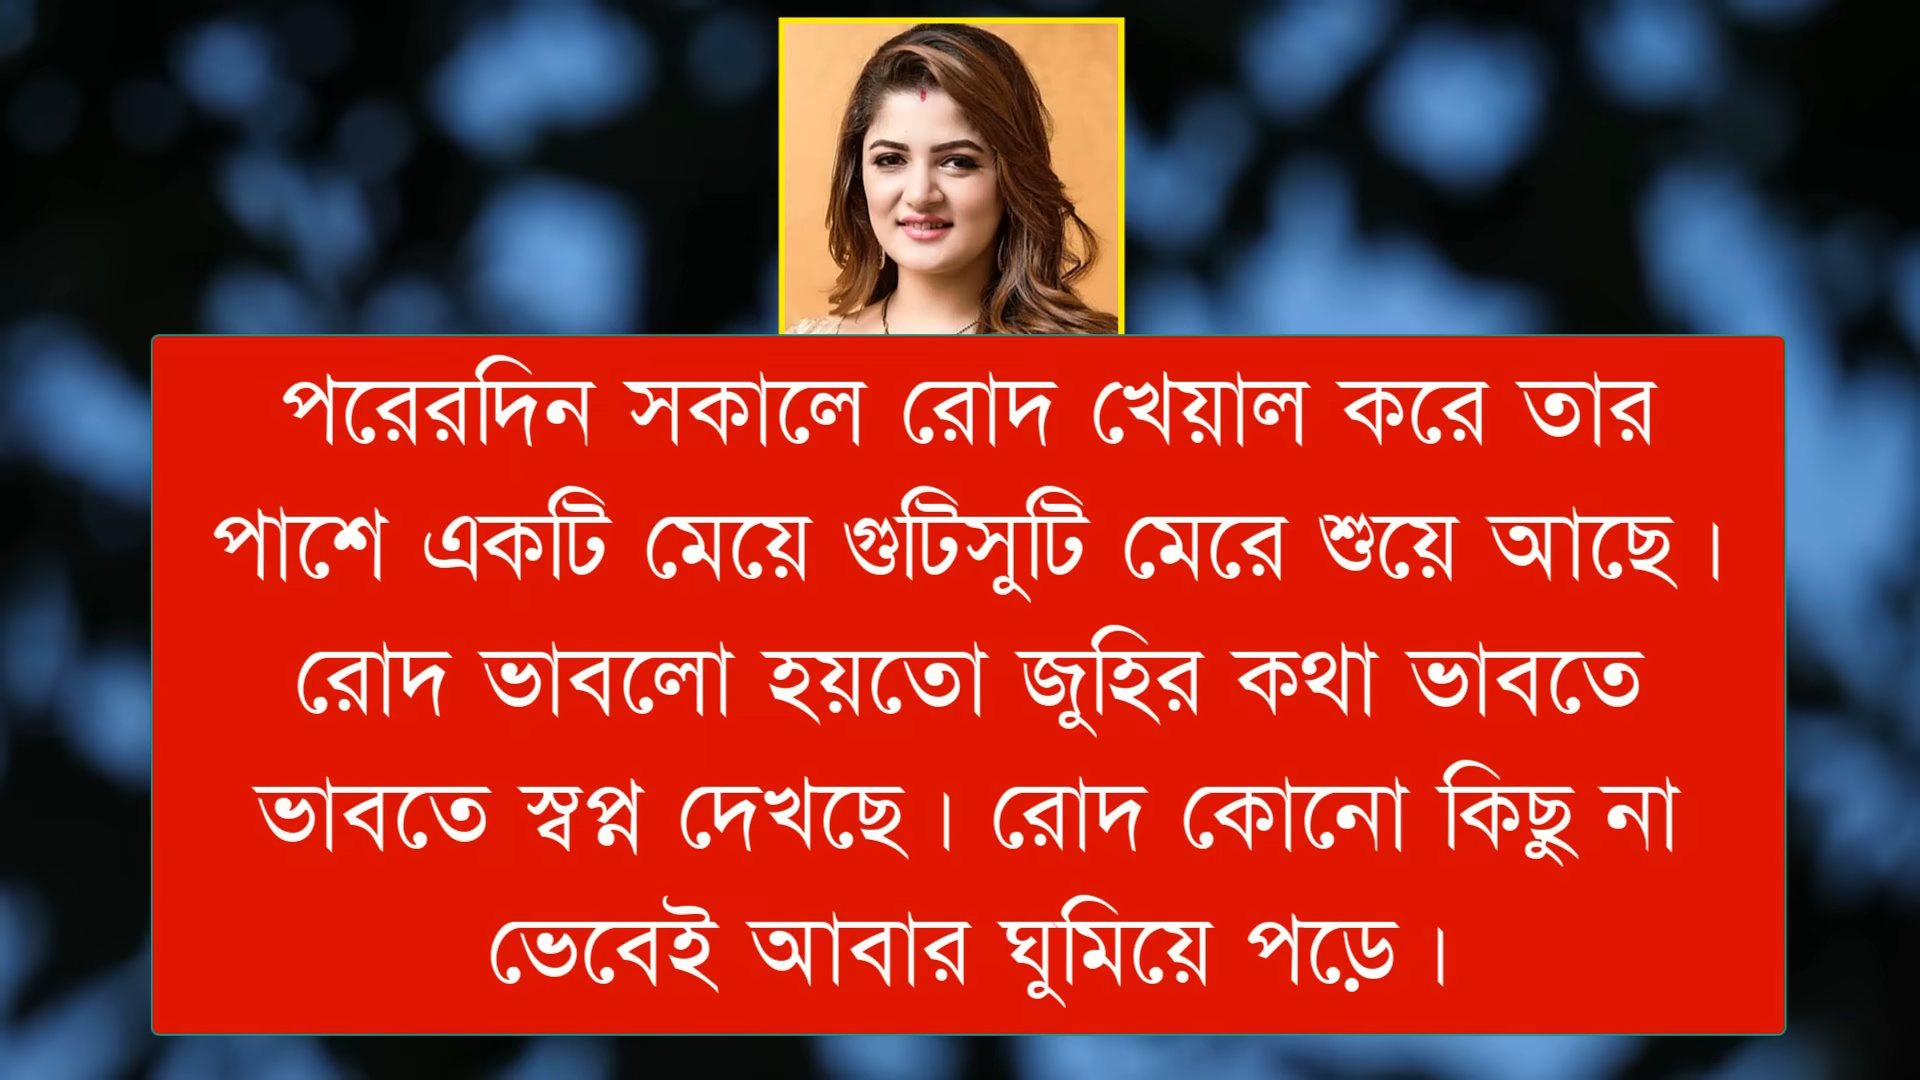 পরেরদিন সকালে রোদ খেয়াল করে তার
পাশে একটি মেয়ে গুটিসুটি মেরে শুয়ে আছে।
রোদ ভাবলো হয়তো জুহির কথা ভাবতে
ভাবতে স্বপ্ন দেখছে। রোদ কোনো কিছু না
ভেবেই আবার ঘুমিয়ে পড়ে।